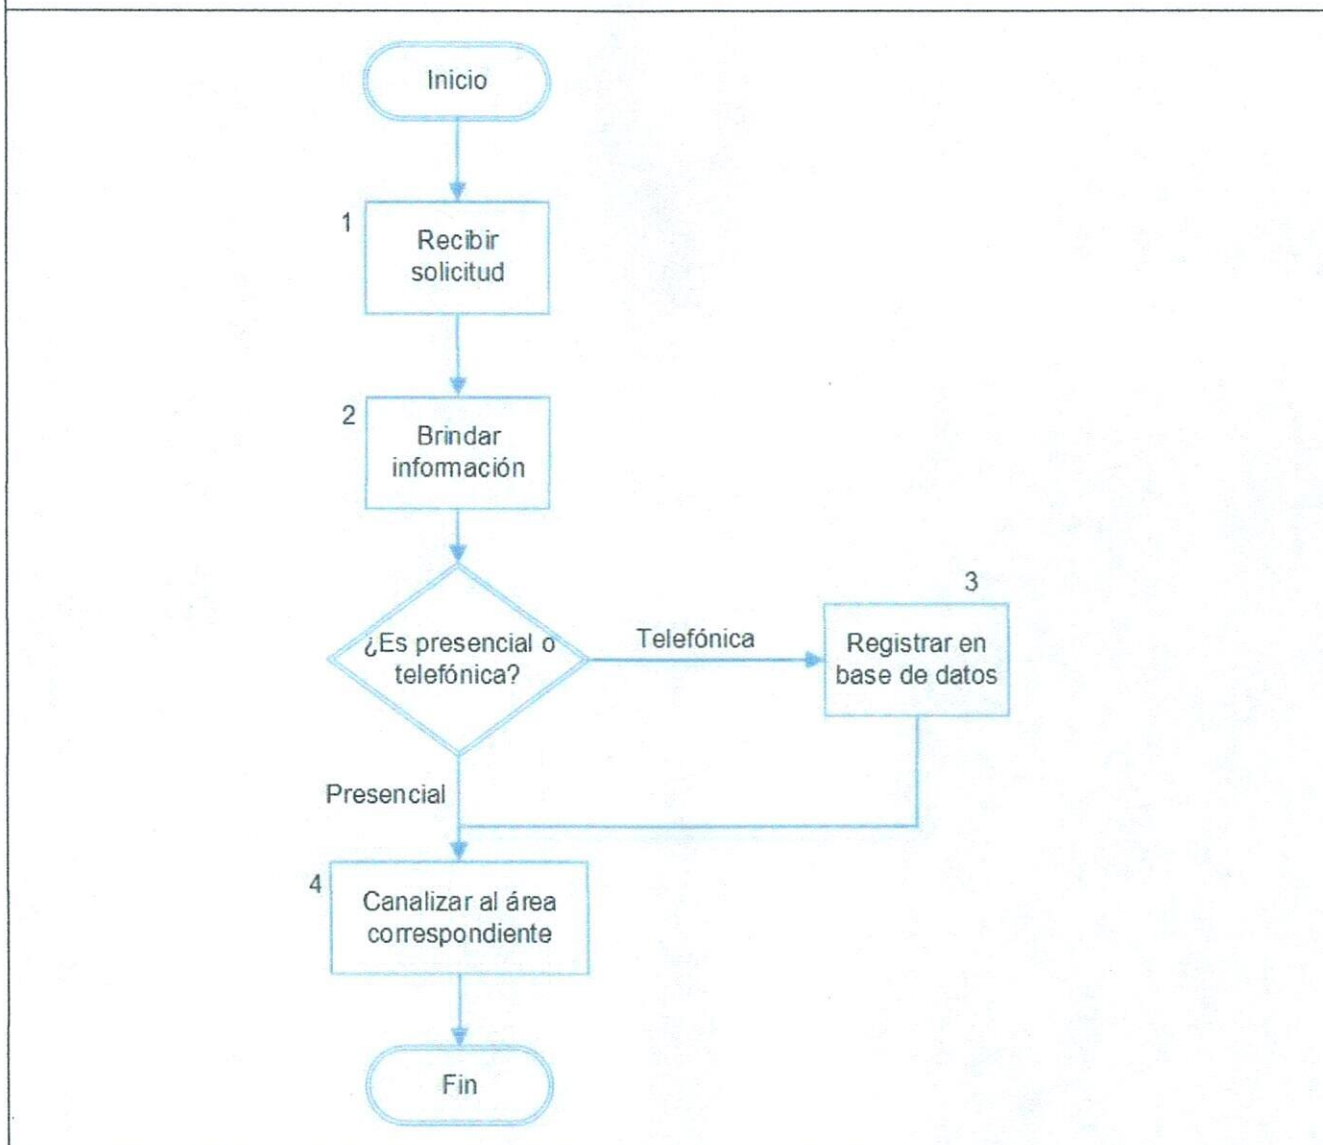 Inicio
1
Recibir
solicitud
2
Brindar
información
¿Es presencial o
telefónica?
Telefónica
3
Registrar en
base de datos
Presencial
4
Canalizar al área
correspondiente
Fin